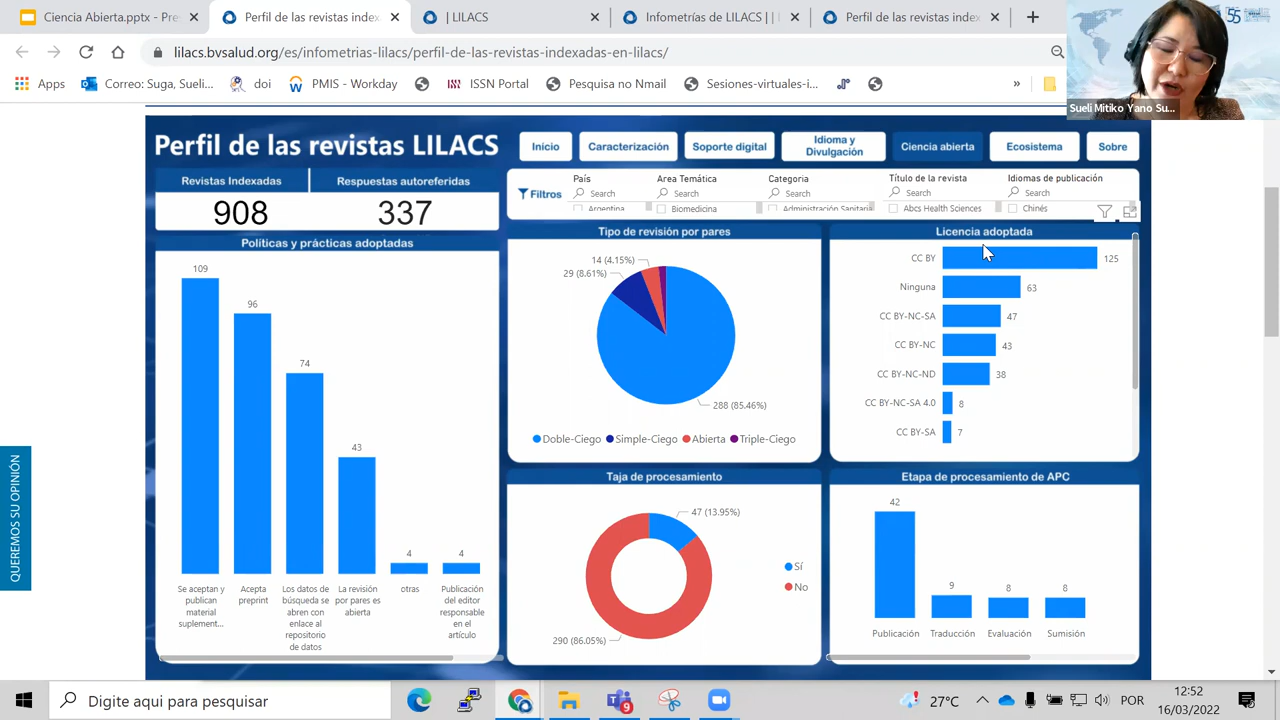 Ciencia Abierta.pptx - Pre
Perfil de las revistas index
| LILACS
Infometrías de LILACS | |
Perfil de las revistas index
lilacs.bvsalud.org/es/infometrias-lilacs/perfil-de-las-revistas-indexadas-en-lilacs/
Apps
Correo: Suga, Sueli...
doi
PMIS - Workday
ISSN Portal
Pesquisa no Nmail
Sesiones-virtuales-i...
»
55
Sueli Mitiko Yano Su...
Perfil de las revistas LILACS
Inicio
Caracterización
Soporte digital
Idioma y
Divulgación
Ciencia abierta
Ecosistema
Sobre
Revistas Indexadas
Respuestas autoreferidas
908
337
Filtros
País
Search
Argentina
Area Temática
Search
Biomedicina
Categoria
Search
Administración Sanitaria
Título de la revista
Search
Abcs Health Sciences
Idiomas de publicación
Search
Chinés
Políticas y prácticas adoptadas
109
96
74
43
4
4
Se aceptan y
publican
material
suplement...
Acepta
preprint
Los datos de
búsqueda se
abren con
enlace al
repositorio
de datos
La revisión
por pares es
abierta
otras
Publicación
del editor
responsable
en el
artículo
Tipo de revisión por pares
14 (4.15%)
29 (8.61%)
288 (85.46%)
Doble-Ciego
Simple-Ciego
Abierta
Triple-Ciego
Licencia adoptada
CC BY 125
Ninguna 63
CC BY-NC-SA 47
CC BY-NC 43
CC BY-NC-ND 38
CC BY-NC-SA 4.0 8
CC BY-SA 7
Taja de procesamiento
47 (13.95%)
Sí
No
290 (86.05%)
Etapa de procesamiento de APC
42
9
8
8
Publicación
Traducción
Evaluación
Sumisión
QUEREMOS SU OPINIÓN
Digite aqui para pesquisar
9
27°C
POR
12:52
16/03/2022